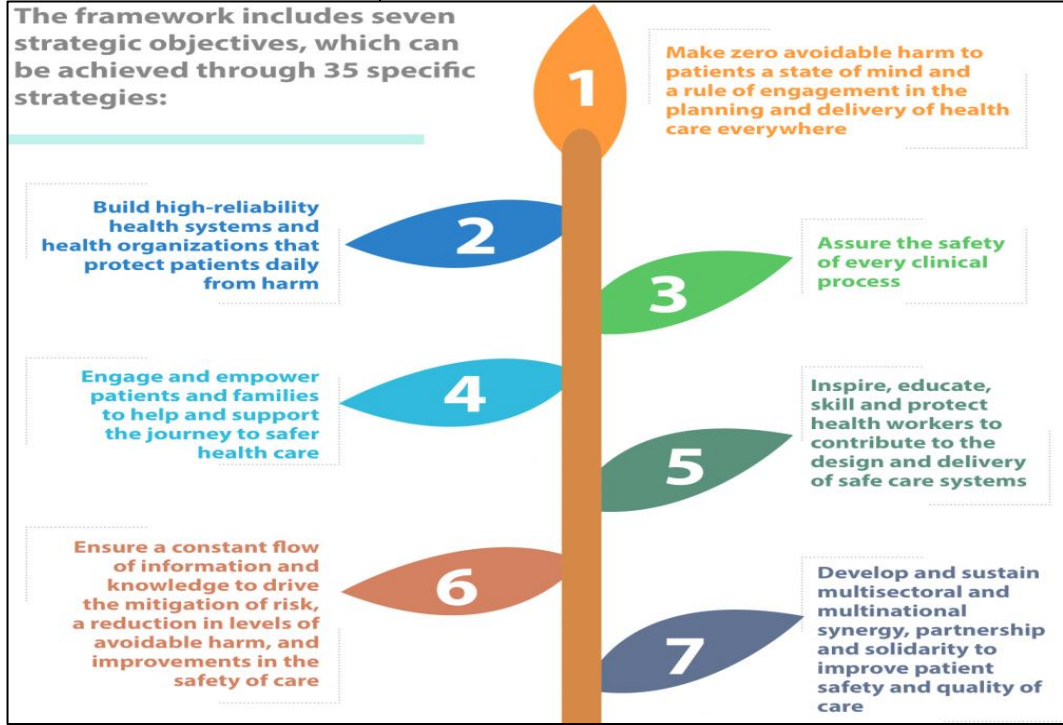 The framework includes seven
strategic objectives, which can
be achieved through 35 specific
strategies:
1
Make zero avoidable harm to
patients a state of mind and
a rule of engagement in the
planning and delivery of health
care everywhere
2
Build high-reliability
health systems and
health organizations that
protect patients daily
from harm
3
Assure the safety
of every clinical
process
4
Engage and empower
patients and families
to help and support
the journey to safer
health care
5
Inspire, educate,
skill and protect
health workers to
contribute to the
design and delivery
of safe care systems
6
Ensure a constant flow
of information and
knowledge to drive
the mitigation of risk,
a reduction in levels of
avoidable harm, and
improvements in the
safety of care
7
Develop and sustain
multisectoral and
multinational
synergy, partnership
and solidarity to
improve patient
safety and quality of
care